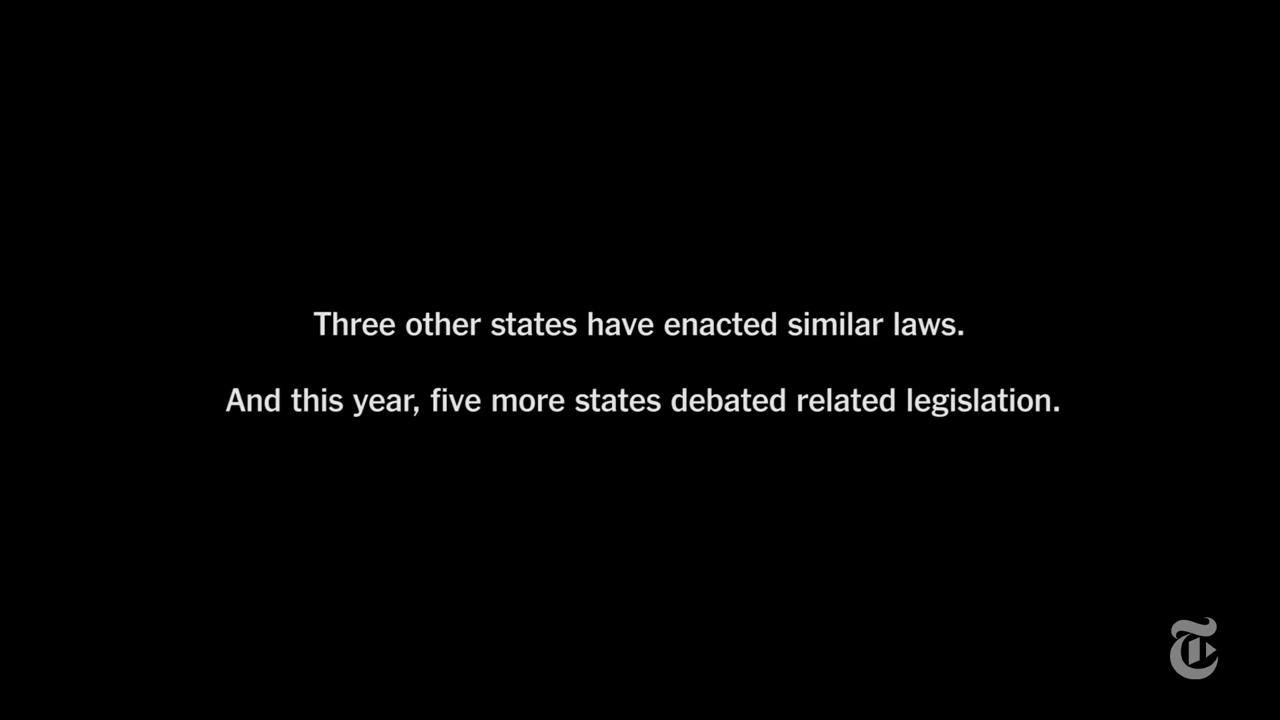 Three other states have enacted similar laws.
And this year, five more states debated related legislation.